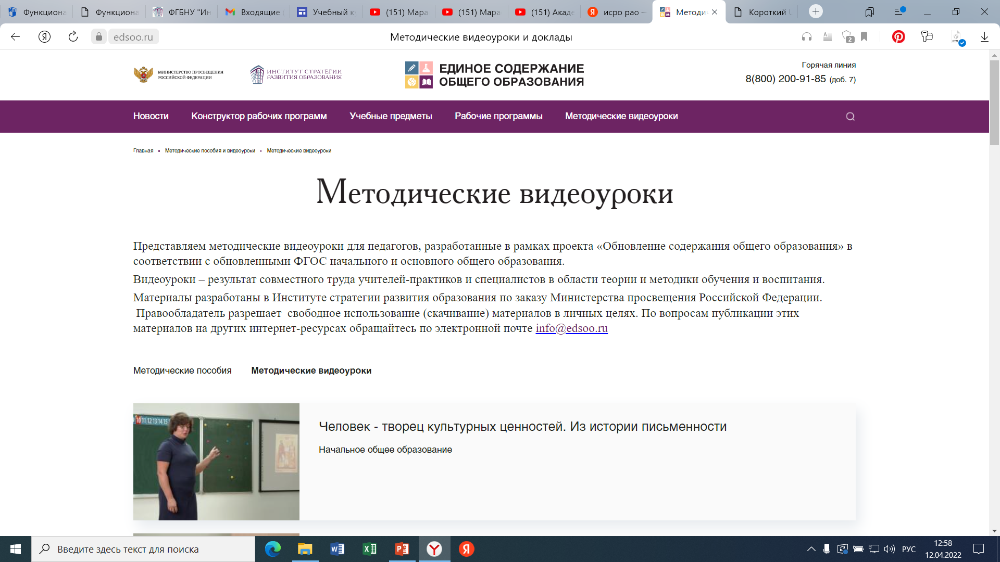 Функциона
Функциона
ФГБНУ "Ин
Входящие
Учебный к
(151) Мара
(151) Мара
(151) Акаде
исро рао –
Методич
Короткий
edsoo.ru
Методические видеоуроки и доклады
2
МИНИСТЕРСТВО ПРОСВЕЩЕНИЯ
РОССИЙСКОЙ ФЕДЕРАЦИИ
ИНСТИТУТ СТРАТЕГИИ
РАЗВИТИЯ ОБРАЗОВАНИЯ
ЕДИНОЕ СОДЕРЖАНИЕ
ОБЩЕГО ОБРАЗОВАНИЯ
Горячая линия
8(800) 200-91-85 (доб. 7)
Новости
Конструктор рабочих программ
Учебные предметы
Рабочие программы
Методические видеоуроки
Главная
Методические пособия и видеоуроки
Методические видеоуроки
Методические видеоуроки
Представляем методические видеоуроки для педагогов, разработанные в рамках проекта «Обновление содержания общего образования» в
соответствии с обновленными ФГОС начального и основного общего образования.
Видеоуроки – результат совместного труда учителей-практиков и специалистов в области теории и методики обучения и воспитания.
Материалы разработаны в Институте стратегии развития образования по заказу Министерства просвещения Российской Федерации.
Правообладатель разрешает свободное использование (скачивание) материалов в личных целях. По вопросам публикации этих
материалов на других интернет-ресурсах обращайтесь по электронной почте info@edsoo.ru
Методические пособия
Методические видеоуроки
10 11 12 13 14 15
Человек - творец культурных ценностей. Из истории письменности
Начальное общее образование
Введите здесь текст для поиска
РУС
12:58
12.04.2022